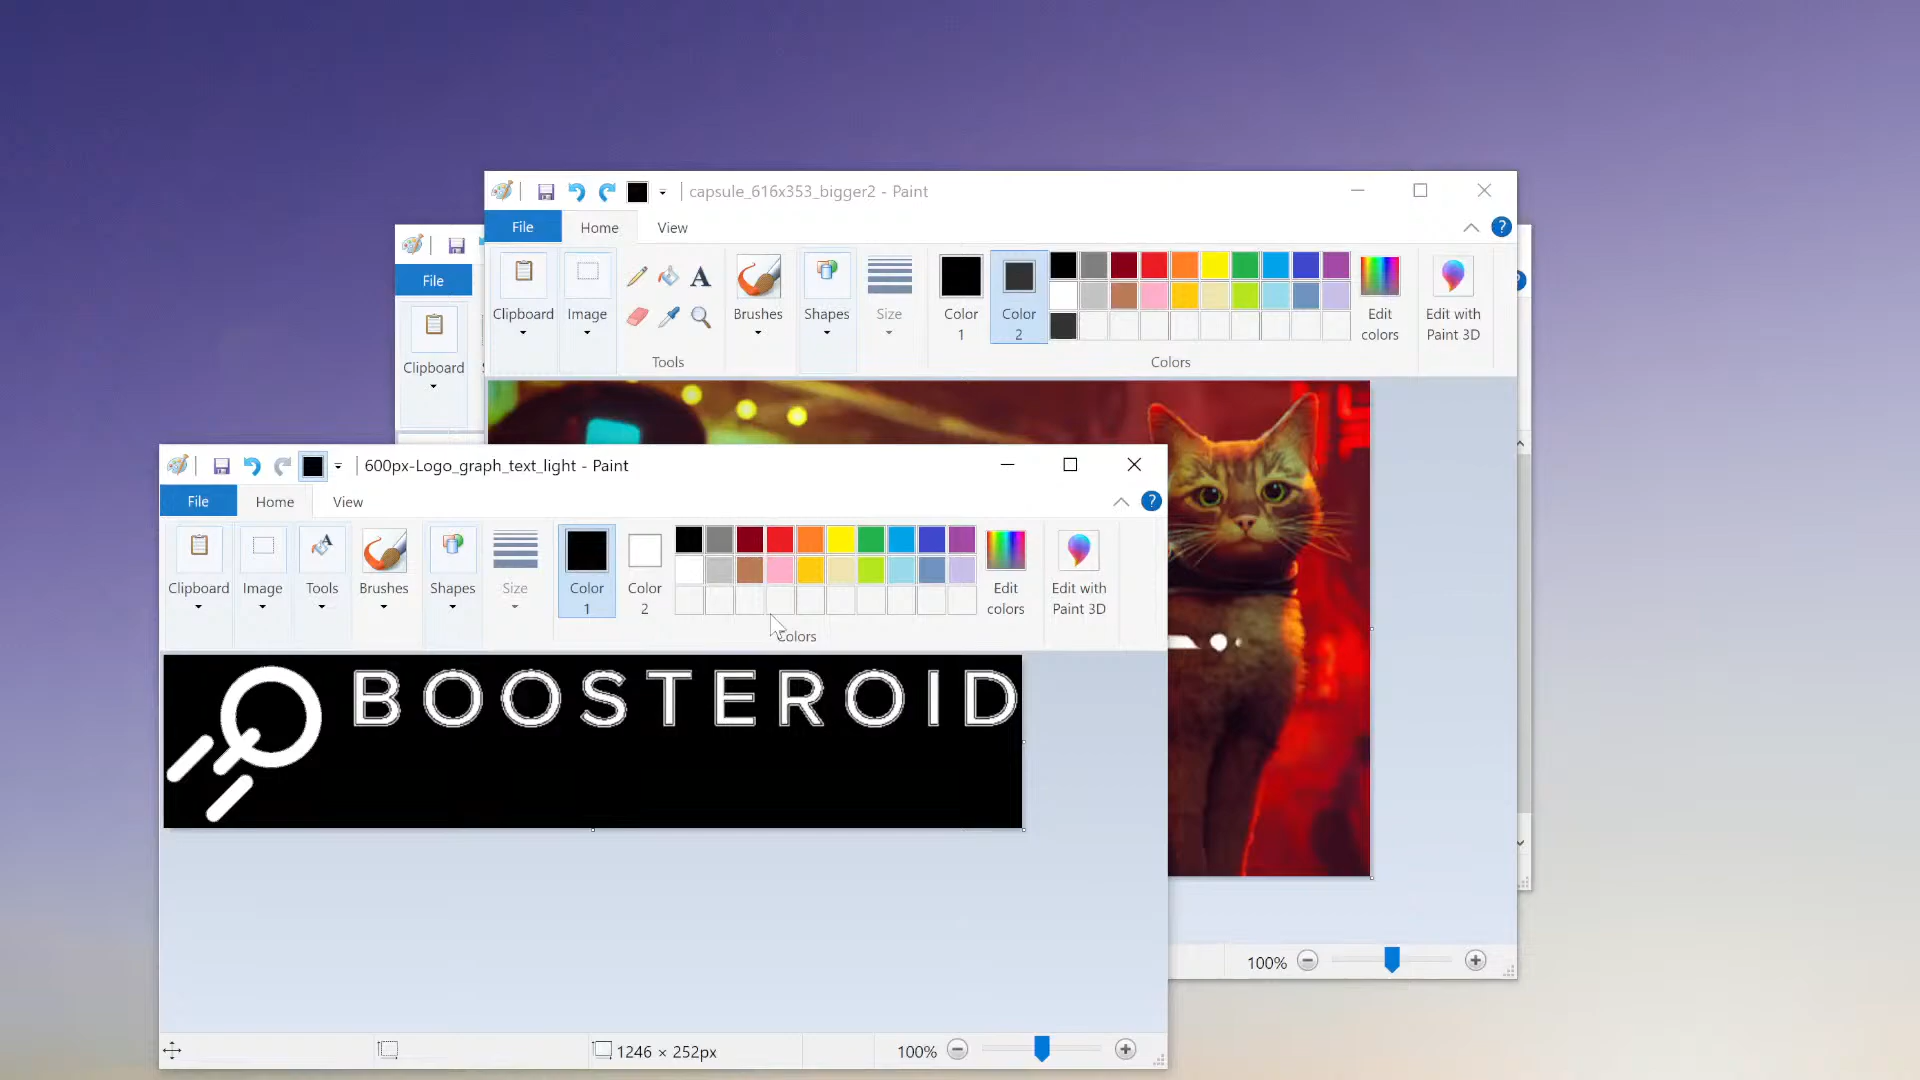 capsule_616x353_bigger2 - Paint
File
Home
View
Clipboard
Image
Tools
Brushes
Shapes
Size
Color
1
Color
2
Colors
Edit
colors
Edit with
Paint 3D
File
Clipboard
600px-Logo_graph_text_light - Paint
File
Home
View
Clipboard
Image
Tools
Brushes
Shapes
Size
Color
1
Color
2
Colors
Edit
colors
Edit with
Paint 3D
BOOSTEROID
100%
1246 × 252px
100%